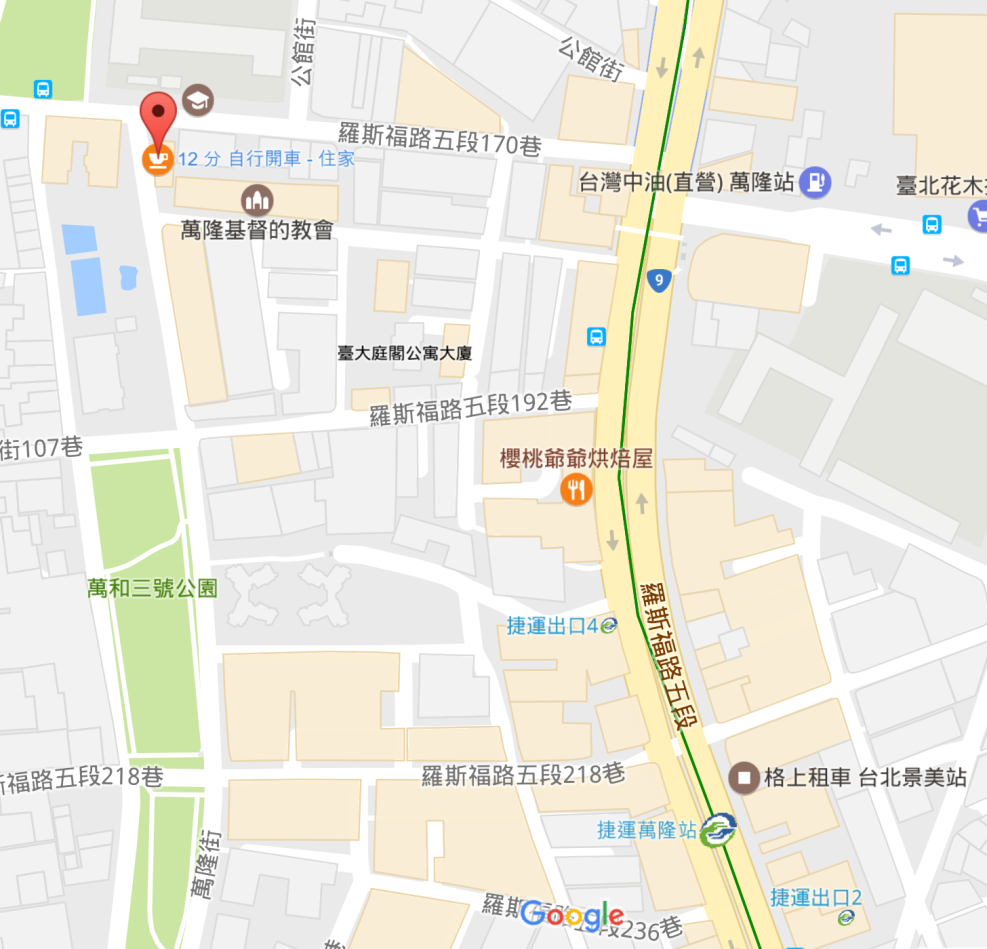 公館街
公館街
羅斯福路五段170巷
12 分 自行開車 - 住家
台灣中油(直營) 萬隆站
臺北花木
萬隆基督的教會
9
臺大庭閣公寓大廈
羅斯福路五段192巷
街107巷
櫻桃爺爺烘焙屋
萬和三號公園
捷運出口4
羅斯福路五段
斯福路五段218巷
羅斯福路五段218巷
格上租車 台北景美站
捷運萬隆站
萬隆街
捷運出口2
羅斯
Google
段236巷